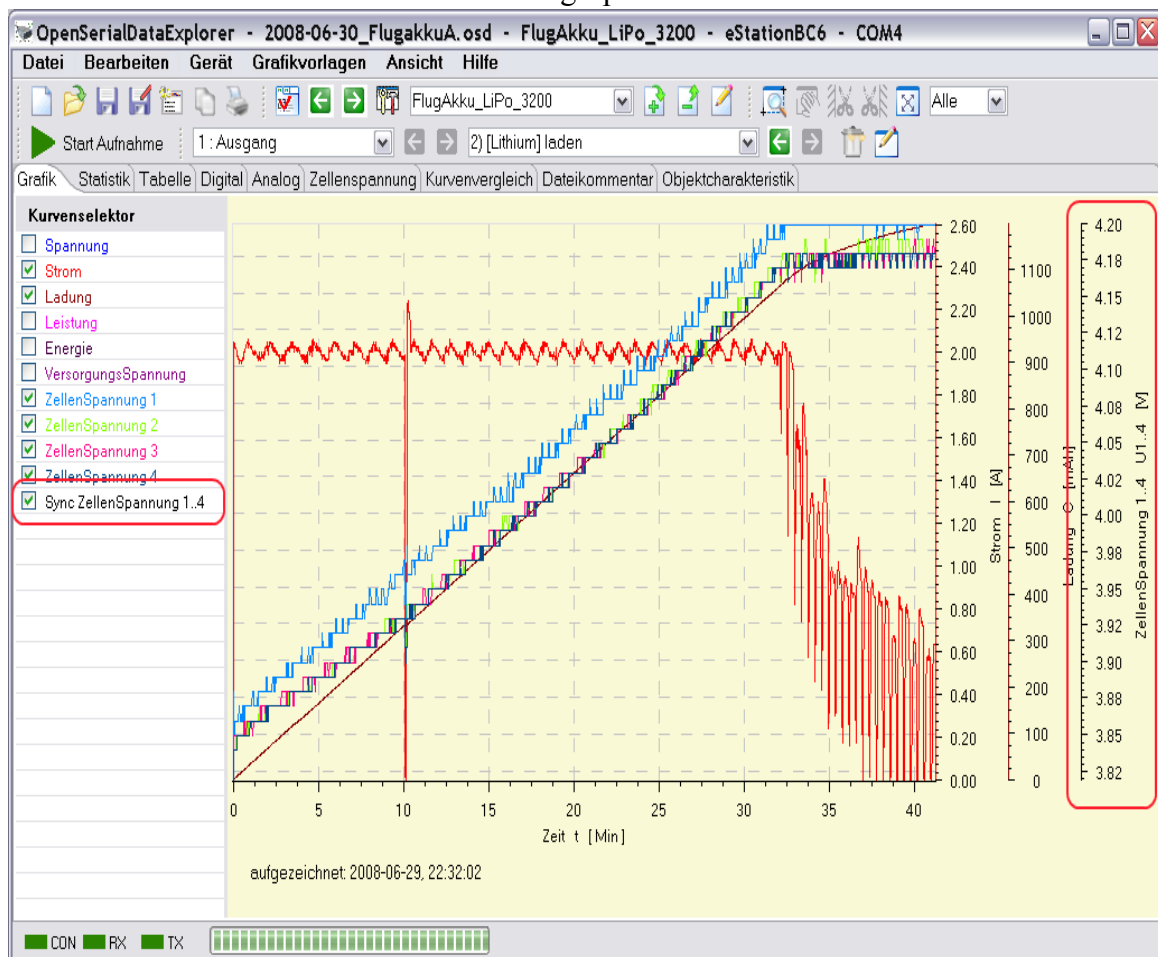 OpenSerialDataExplorer - 2008-06-30_FlugakkuA.osd - FlugAkku_LiPo_3200 - eStationBC6 - COM4
Datei Bearbeiten Gerät Grafikvorlagen Ansicht Hilfe
FlugAkku_LiPo_3200 Alle
Start Aufnahme 1 : Ausgang 2) [Lithium] laden
Grafik Statistik Tabelle Digital Analog Zellenspannung Kurvenvergleich Dateikommentar Objektcharakteristik
Kurvenselektor
Spannung
Strom
Ladung
Leistung
Energie
VersorgungsSpannung
ZellenSpannung 1
ZellenSpannung 2
ZellenSpannung 3
ZellenSpannung 4
Sync ZellenSpannung 1..4
2.60
2.40
2.20
2.00
1.80
1.60
1.40
1.20
1.00
0.80
0.60
0.40
0.20
0.00
Strom I [A]
1100
1000
900
800
700
600
500
400
300
200
100
0
Ladung C [mAh]
4.20
4.18
4.15
4.12
4.10
4.08
4.05
4.02
4.00
3.98
3.95
3.92
3.90
3.88
3.85
3.82
ZellenSpannung 1..4 U1..4 [V]
0 5 10 15 20 25 30 35 40
Zeit t [Min]
aufgezeichnet: 2008-06-29, 22:32:02
CON RX TX